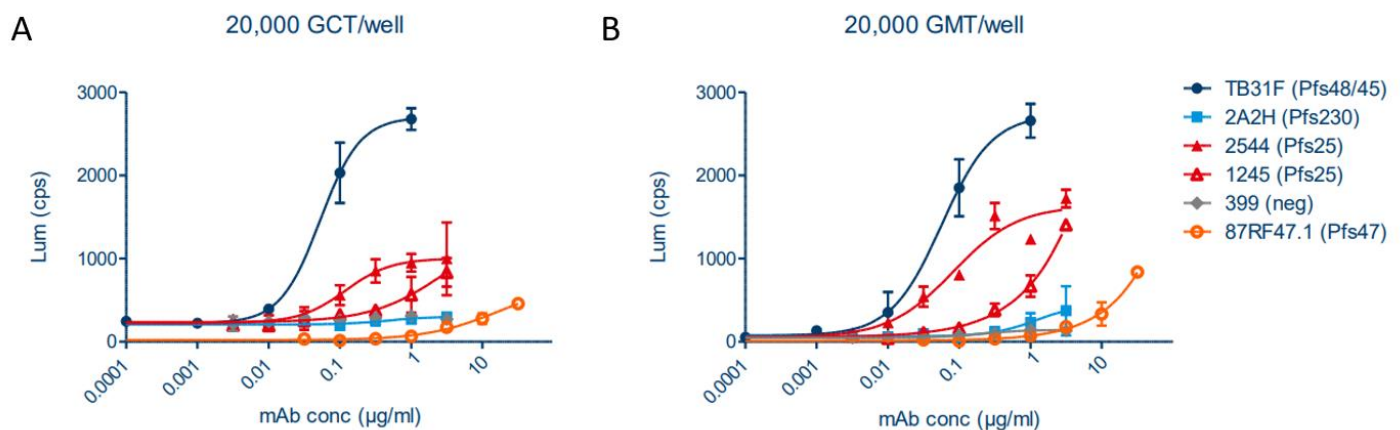 A
20,000 GCT/well
Lum (cps)
3000
2000
1000
0
0.0001
0.001
0.01
0.1
1
10
mAb conc (µg/ml)
B
20,000 GMT/well
Lum (cps)
3000
2000
1000
0
0.0001
0.001
0.01
0.1
1
10
mAb conc (µg/ml)
TB31F (Pfs48/45)
2A2H (Pfs230)
2544 (Pfs25)
1245 (Pfs25)
399 (neg)
87RF47.1 (Pfs47)